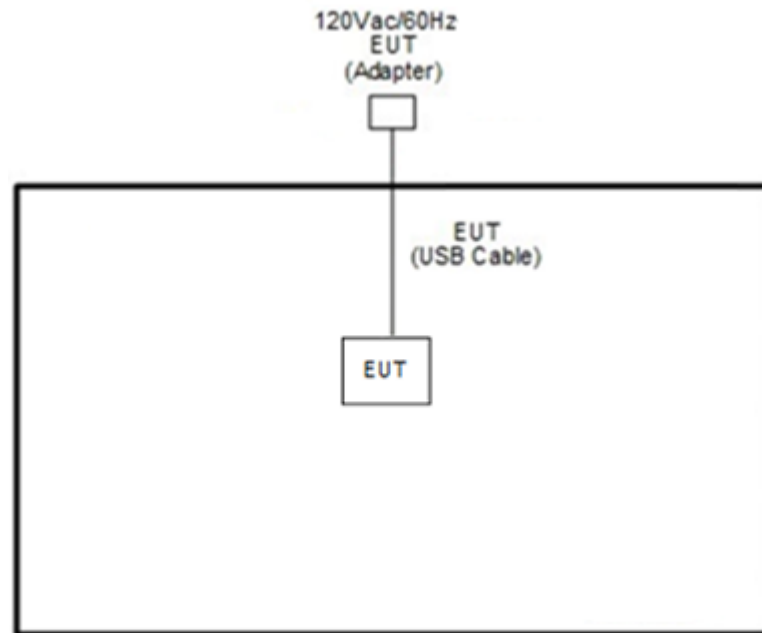 120Vac/60Hz
EUT
(Adapter)
EUT
(USB Cable)
EUT